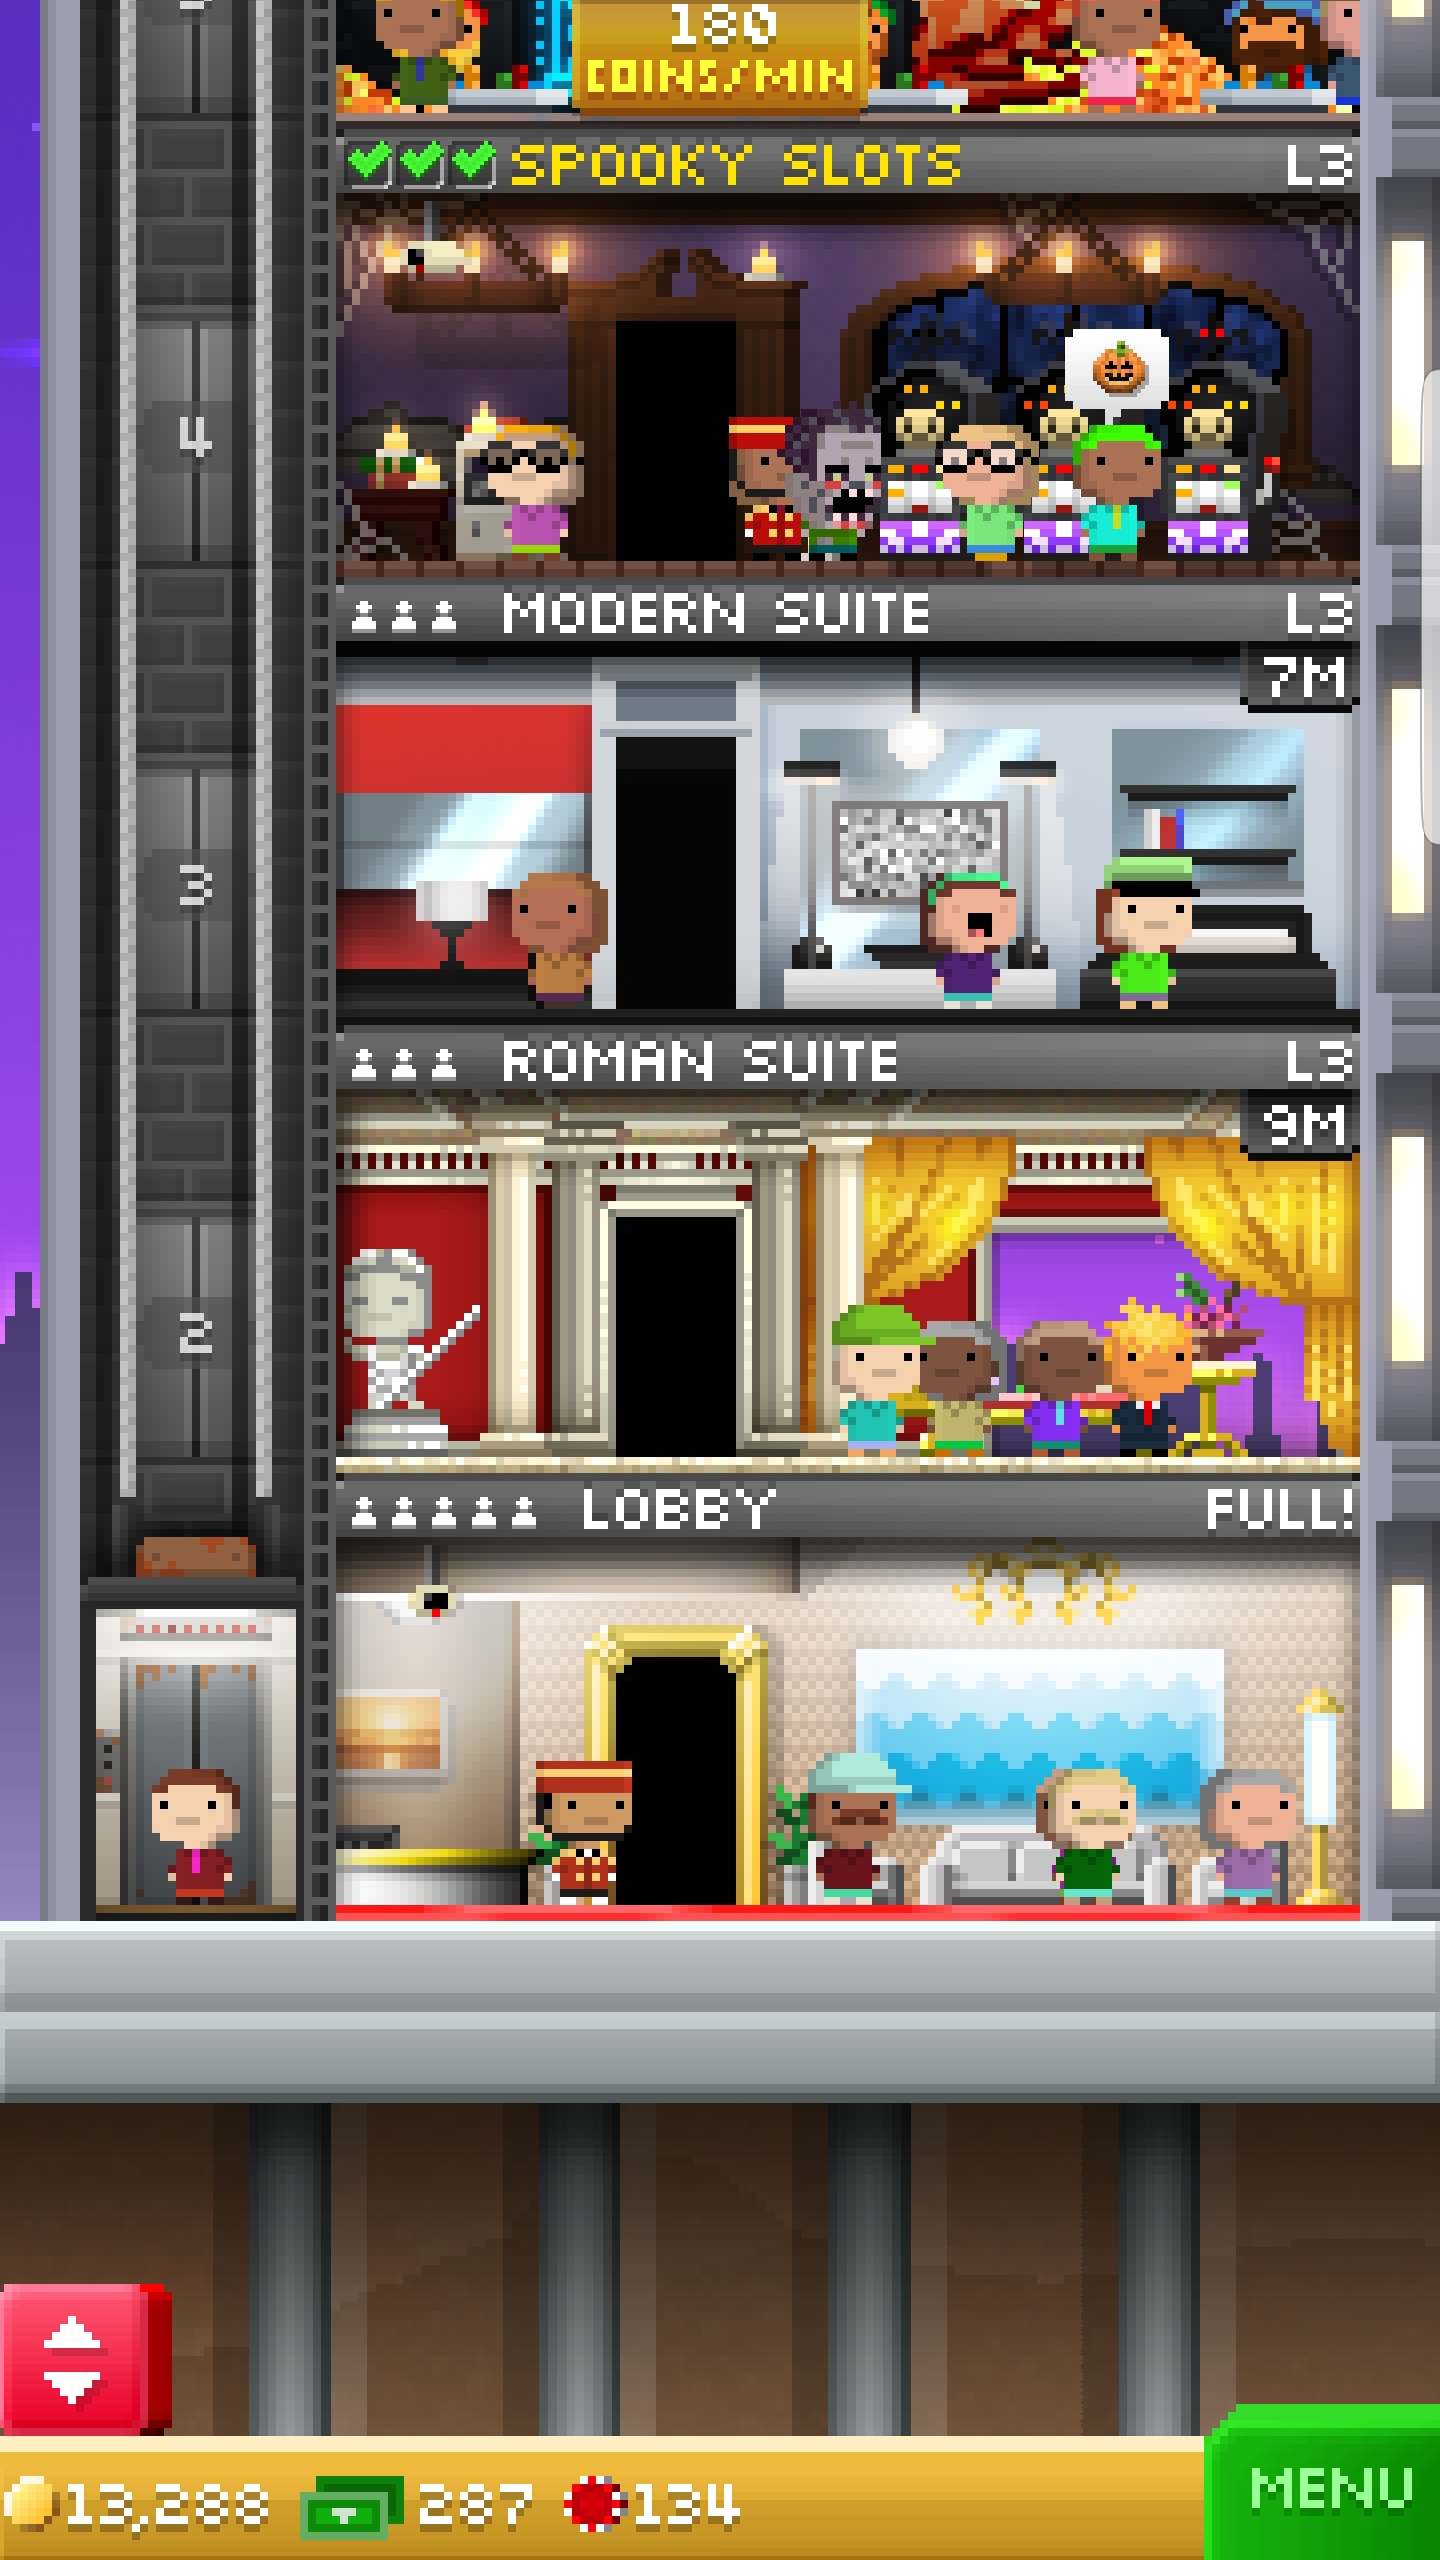 180
COINS/MIN
SPOOKY SLOTS L3
4
MODERN SUITE L3
7M
3
ROMAN SUITE L3
9M
2
LOBBY FULL!
13,288 287 134
MENU